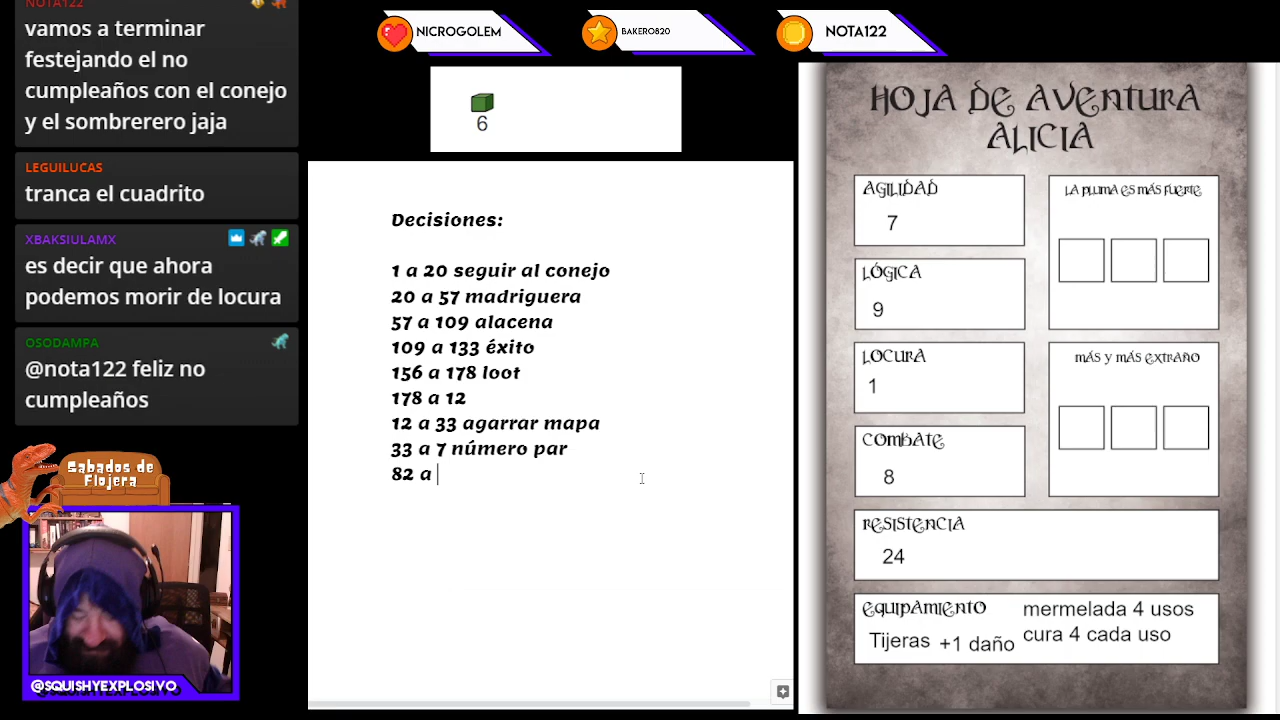 NOTA122
vamos a terminar
festejando el no
cumpleaños con el conejo
y el sombrerero jaja
LEGUILUCAS
tranca el cuadrito
XBAKSIULAMX
es decir que ahora
podemos morir de locura
OSODAMPA
@nota122 feliz no
cumpleaños
Sabados de
Flojera
@SQUISHYEXPLOSIVO
NICROGOLEM
BAKERO820
NOTA122
6
Decisiones:
1 a 20 seguir al conejo
20 a 57 madriguera
57 a 109 alacena
109 a 133 éxito
156 a 178 loot
178 a 12
12 a 33 agarrar mapa
33 a 7 número par
82 a
HOJA DE AVENTURA
ALICIA
AGILIDAD
7
LÓGICA
9
LOCURA
1
COMBATE
8
LA PLUMA ES MÁS FUERTE
MÁS Y MÁS EXTRAÑO
RESISTENCIA
24
EQUIPAMIENTO
Tijeras +1 daño
mermelada 4 usos
cura 4 cada uso